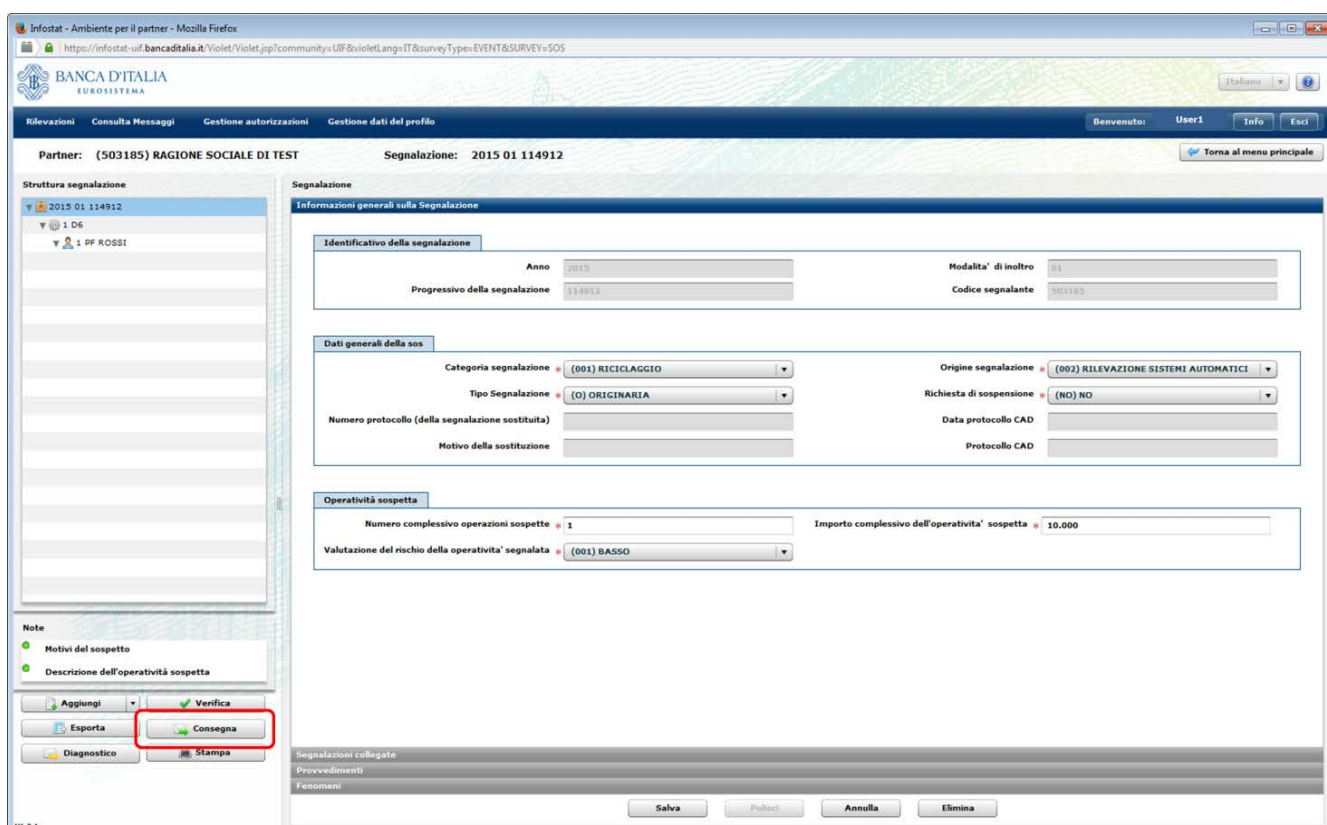 Infostat - Ambiente per il partner - Mozilla Firefox
https://infostat-uif.bancaditalia.it/Violet/Violet.jsp?community=UIF&violetLang=IT&surveyType=EVENT&SURVEY=SOS
BANCA D'ITALIA
EUROSISTEMA
Italiano
Rilevazioni Consulta Messaggi Gestione autorizzazioni Gestione dati del profilo Benvenuto: User1 Info Esci
Partner: (503185) RAGIONE SOCIALE DI TEST Segnalazione: 2015 01 114912 Torna al menu principale
Struttura segnalazione
2015 01 114912
1 D6
1 PF ROSSI
Segnalazione
Informazioni generali sulla Segnalazione
Identificativo della segnalazione
Anno 2015 Modalita' di inoltro 01
Progressivo della segnalazione 114912 Codice segnalante 503185
Dati generali della sos
Categoria segnalazione * (001) RICICLAGGIO Origine segnalazione * (002) RILEVAZIONE SISTEMI AUTOMATICI
Tipo Segnalazione * (O) ORIGINARIA Richiesta di sospensione * (NO) NO
Numero protocollo (della segnalazione sostituita) Data protocollo CAD
Motivo della sostituzione Protocollo CAD
Operatività sospetta
Numero complessivo operazioni sospette * 1 Importo complessivo dell'operativita' sospetta * 10.000
Valutazione del rischio della operativita' segnalata * (001) BASSO
Note
Motivi del sospetto
Descrizione dell'operatività sospetta
Aggiungi Verifica
Esporta Consegna
Diagnostico Stampa
Segnalazioni collegate
Provvedimenti
Fenomeni
Salva Pulisci Annulla Elimina